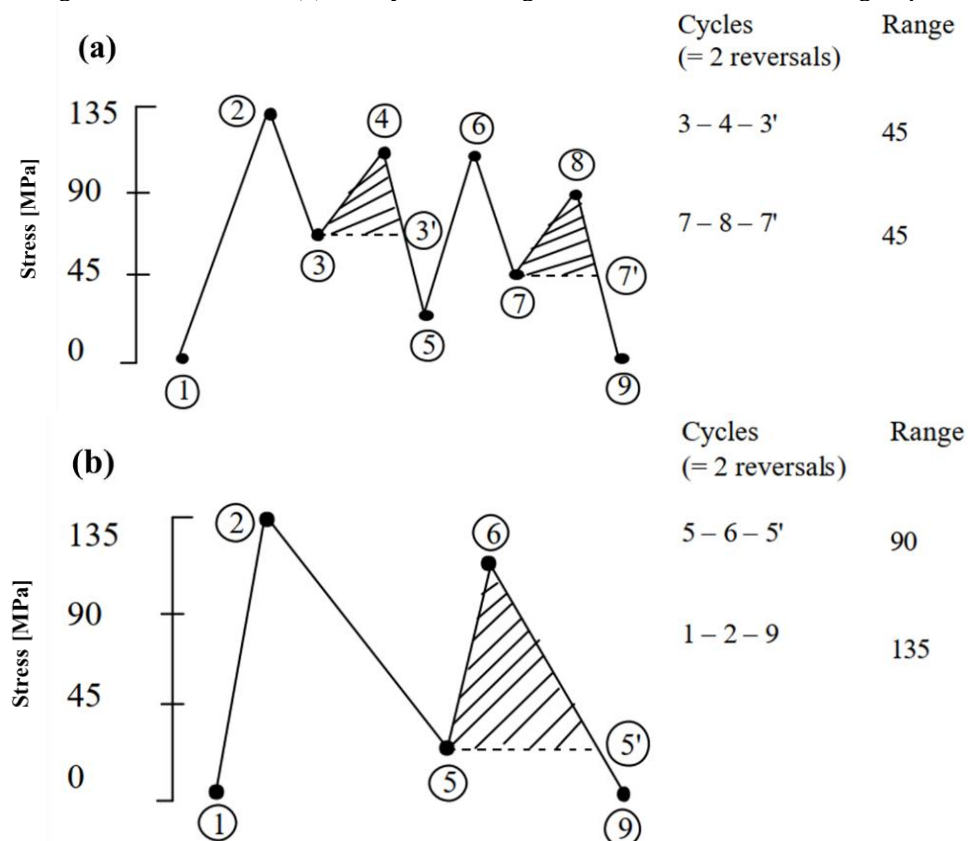 (a)
Cycles Range
(= 2 reversals)
135
90
45
0
Stress [MPa]
1
2
3
4
3'
5
6
7
8
7'
9
3 – 4 – 3' 45
7 – 8 – 7' 45
(b)
Cycles Range
(= 2 reversals)
135
90
45
0
Stress [MPa]
1
2
5
6
5'
9
5 – 6 – 5' 90
1 – 2 – 9 135